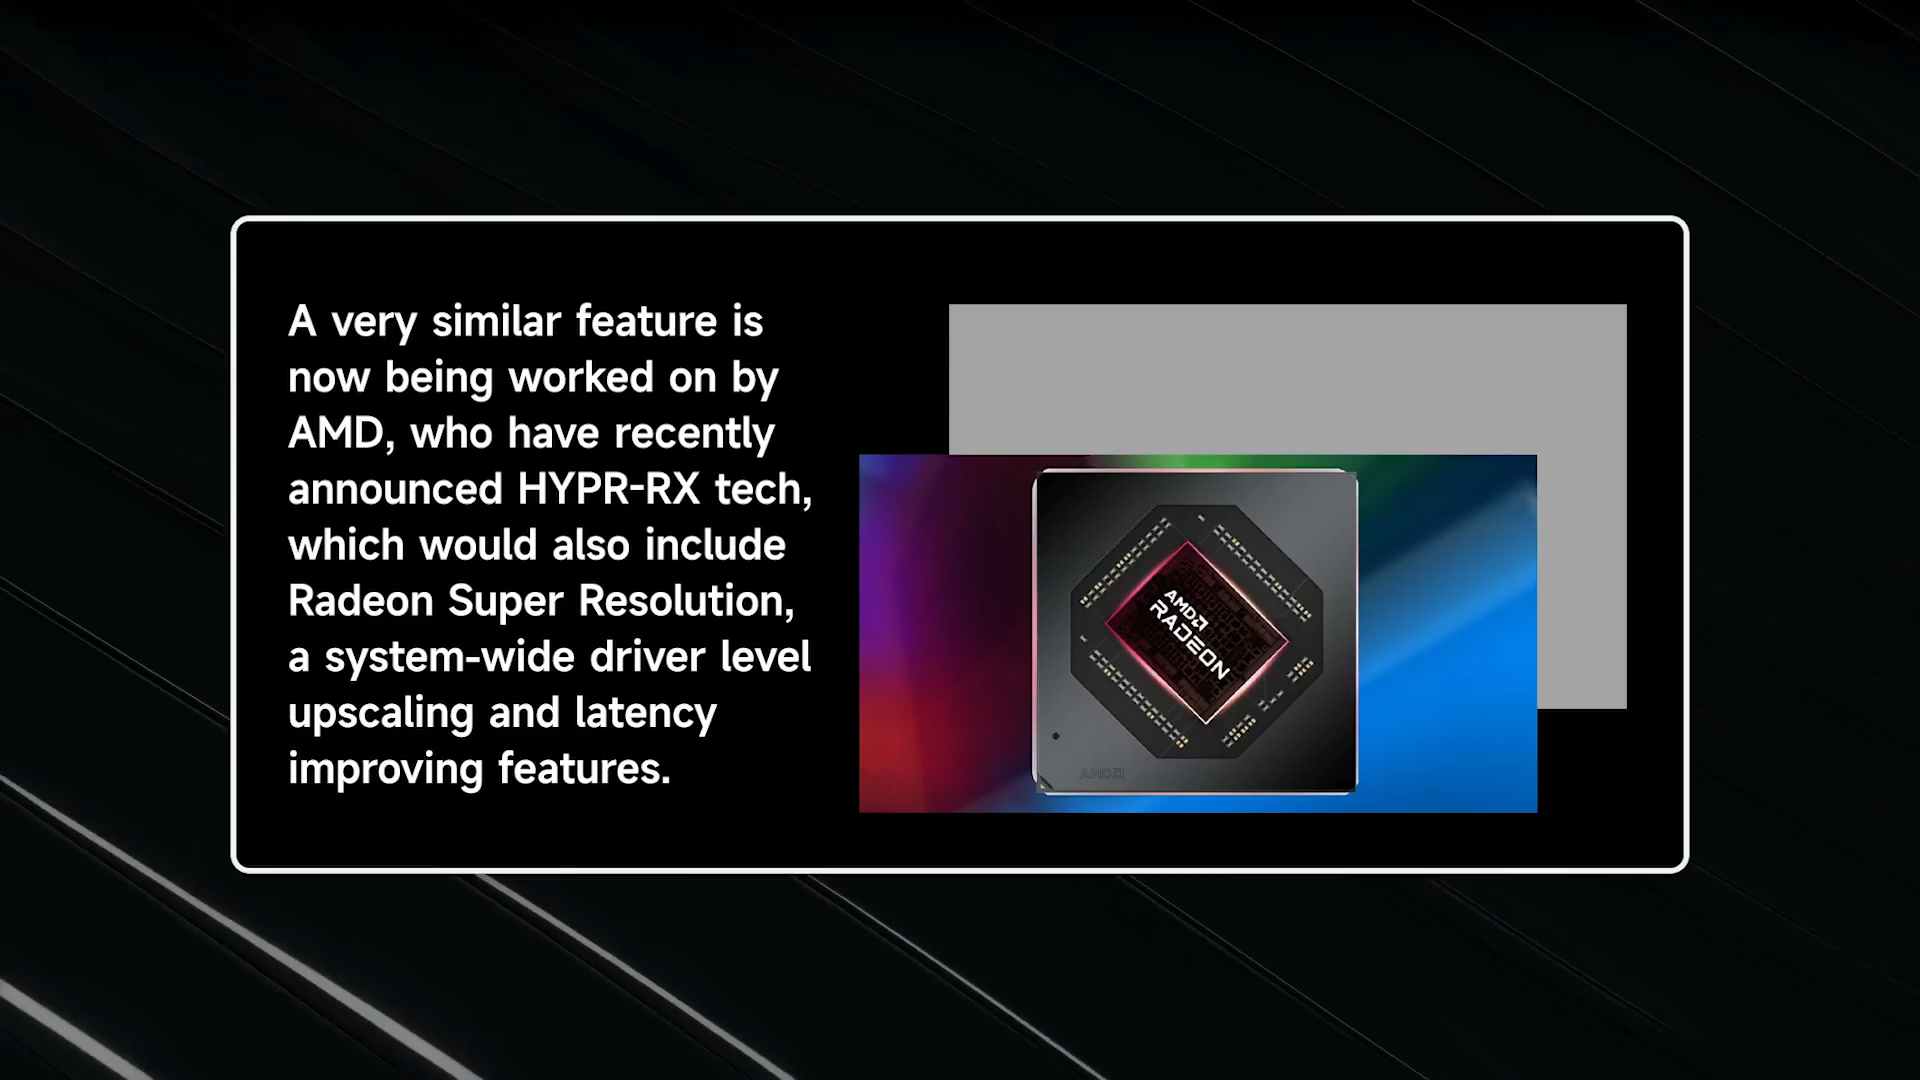 A very similar feature is
now being worked on by
AMD, who have recently
announced HYPR-RX tech,
which would also include
Radeon Super Resolution,
a system-wide driver level
upscaling and latency
improving features.
AMD
RADEON
AMD